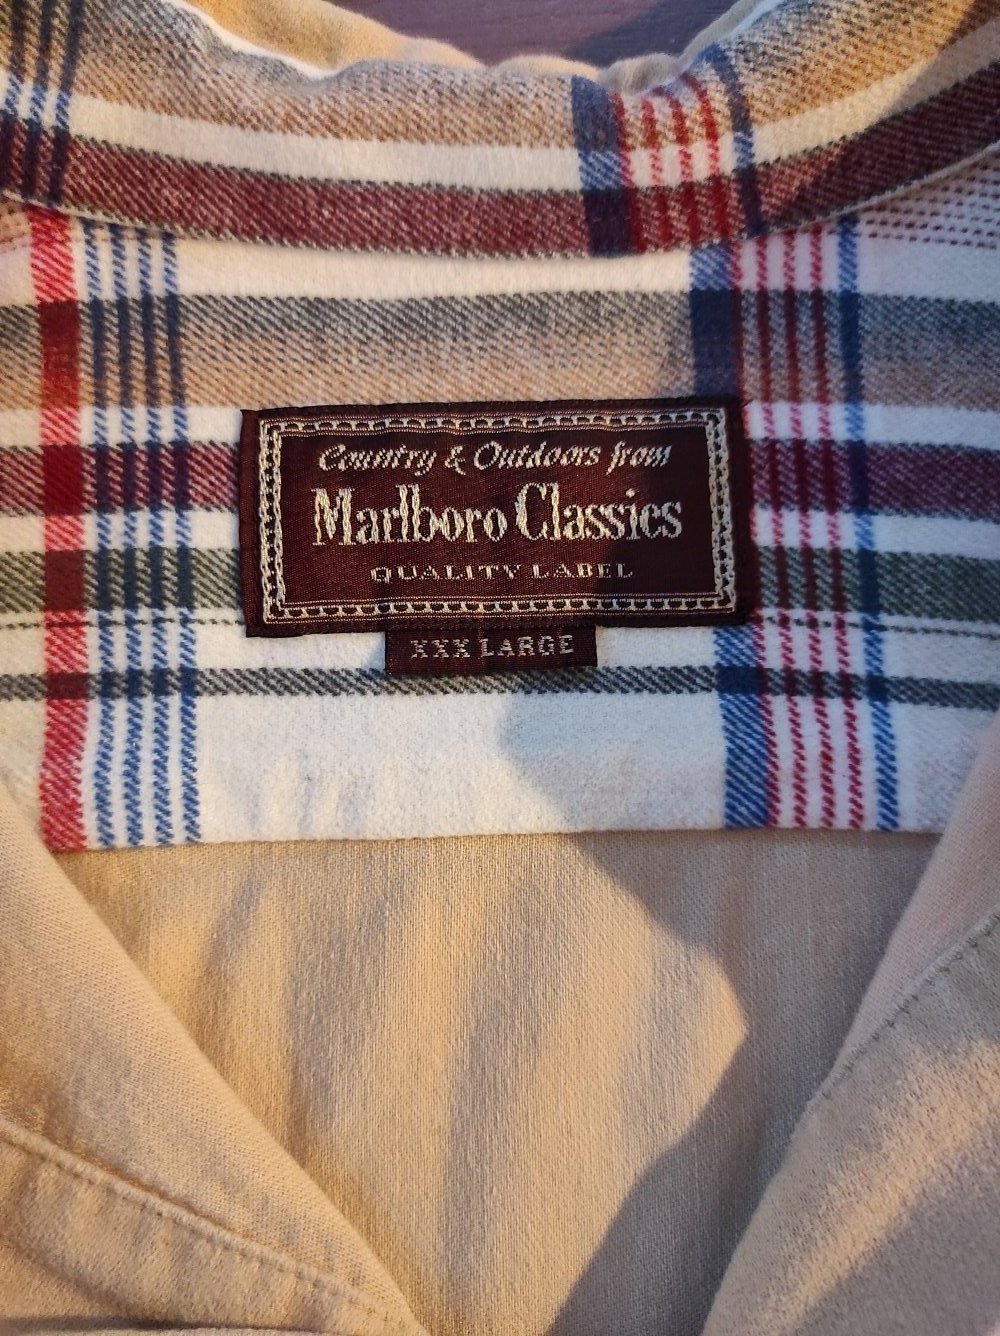 Country & Outdoors from
Marlboro Classics
QUALITY LABEL
XXX LARGE